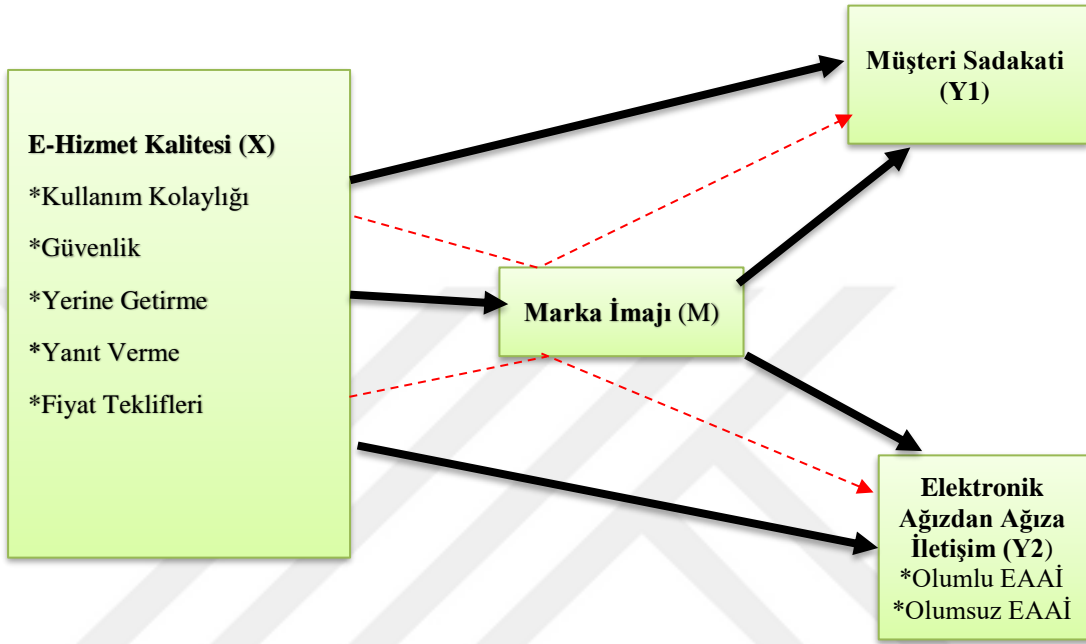 E-Hizmet Kalitesi (X)
*Kullanım Kolaylığı
*Güvenlik
*Yerine Getirme
*Yanıt Verme
*Fiyat Teklifleri
Marka İmajı (M)
Müşteri Sadakati
(Y1)
Elektronik
Ağızdan Ağıza
İletişim (Y2)
*Olumlu EAAİ
*Olumsuz EAAİ